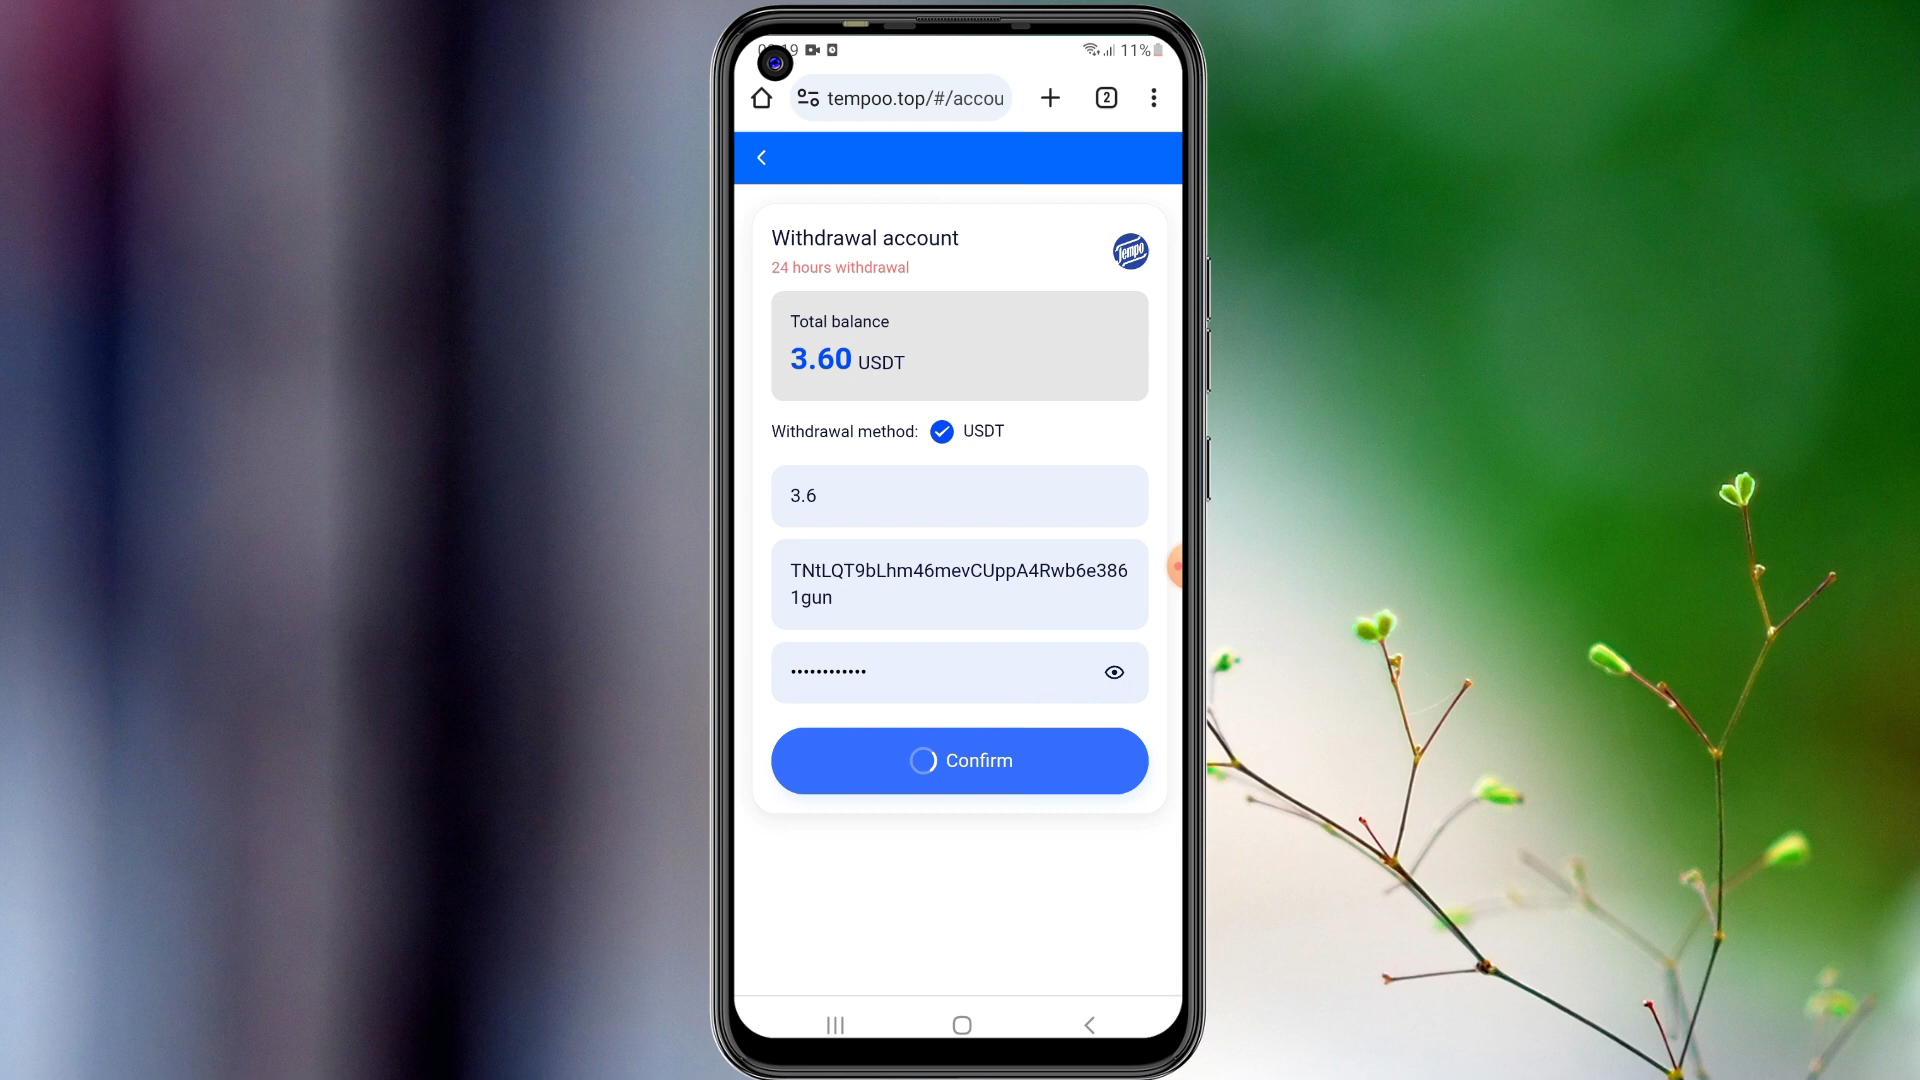 11%
tempoo.top/#/accou
2
Withdrawal account
24 hours withdrawal
Tempo
Total balance
3.60 USDT
Withdrawal method: USDT
3.6
TNtLQT9bLhm46mevCUppA4Rwb6e386
1gun
Confirm